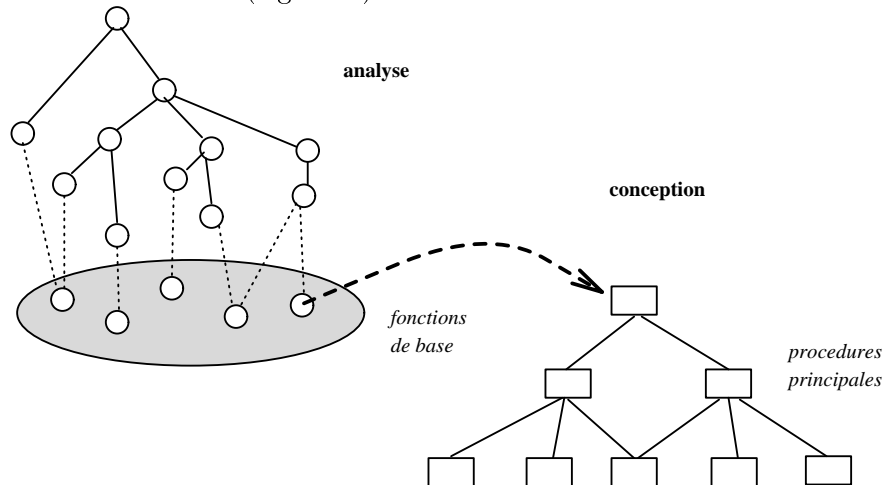 analyse
conception
fonctions
de base
procedures
principales